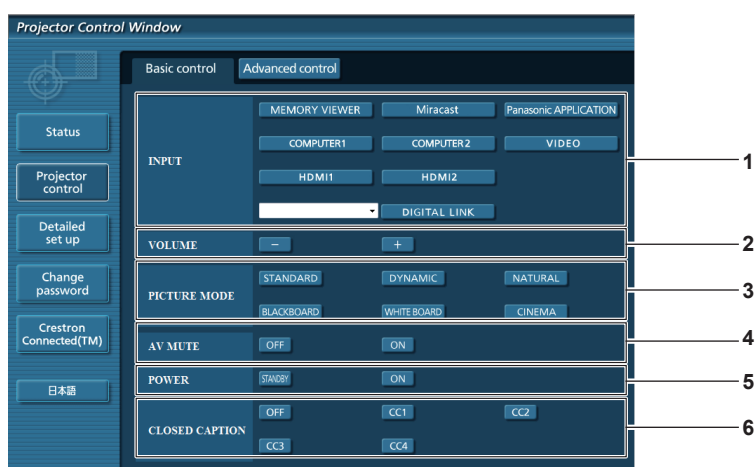 Projector Control Window
Basic control Advanced control
Status
Projector
control
Detailed
set up
Change
password
Crestron
Connected(TM)
日本語
INPUT
MEMORY VIEWER Miracast Panasonic APPLICATION
COMPUTER1 COMPUTER2 VIDEO
HDMI1 HDMI2
DIGITAL LINK
1
VOLUME - +
2
PICTURE MODE
STANDARD DYNAMIC NATURAL
BLACKBOARD WHITE BOARD CINEMA
3
AV MUTE OFF ON
4
POWER STANDBY ON
5
CLOSED CAPTION
OFF CC1 CC2
CC3 CC4
6